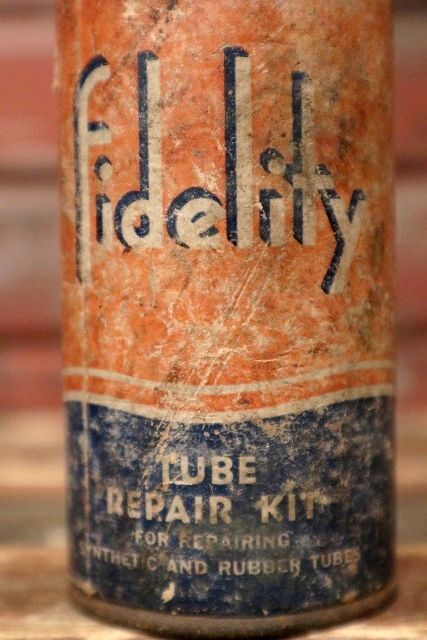 fidelity
TUBE
REPAIR KIT
FOR REPAIRING
SYNTHETIC AND RUBBER TUBES